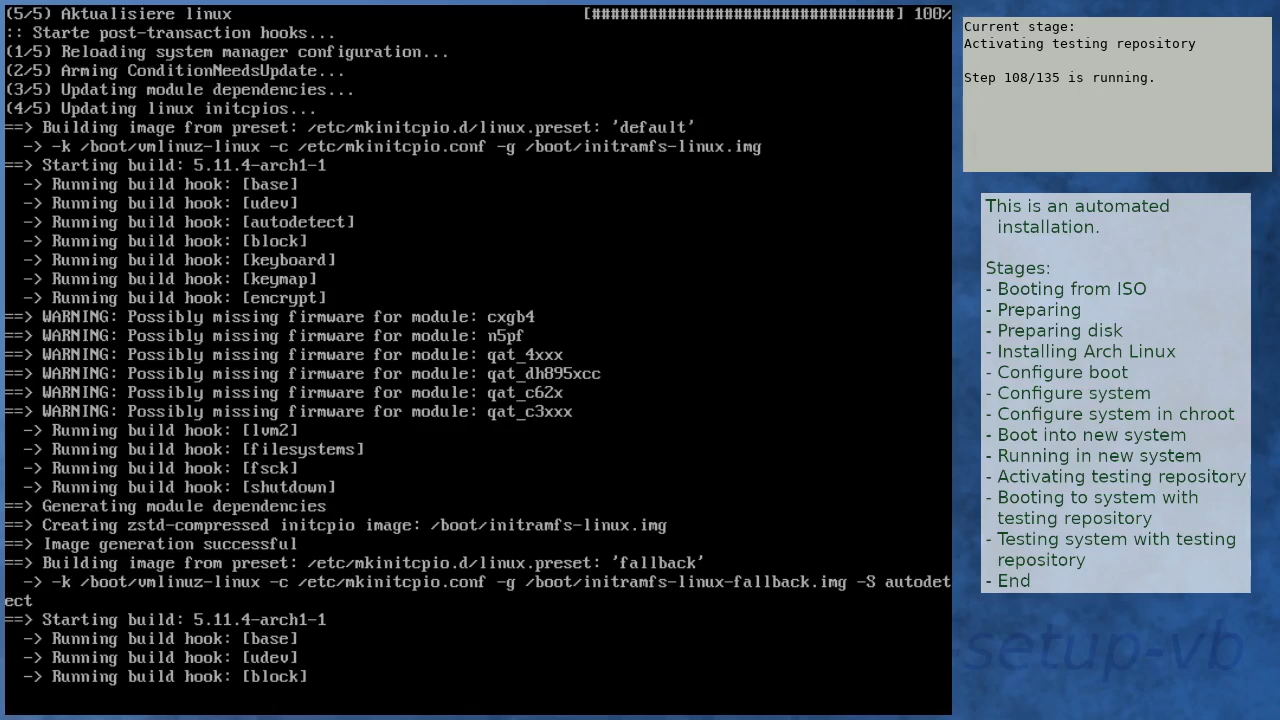 (5/5) Aktualisiere linux [################################] 100%
:: Starte post-transaction hooks...
(1/5) Reloading system manager configuration...
(2/5) Arming ConditionNeedsUpdate...
(3/5) Updating module dependencies...
(4/5) Updating linux initcpios...
==> Building image from preset: /etc/mkinitcpio.d/linux.preset: 'default'
-> -k /boot/vmlinuz-linux -c /etc/mkinitcpio.conf -g /boot/initramfs-linux.img
==> Starting build: 5.11.4-arch1-1
-> Running build hook: [base]
-> Running build hook: [udev]
-> Running build hook: [autodetect]
-> Running build hook: [block]
-> Running build hook: [keyboard]
-> Running build hook: [keymap]
-> Running build hook: [encrypt]
==> WARNING: Possibly missing firmware for module: cxgb4
==> WARNING: Possibly missing firmware for module: n5pf
==> WARNING: Possibly missing firmware for module: qat_4xxx
==> WARNING: Possibly missing firmware for module: qat_dh895xcc
==> WARNING: Possibly missing firmware for module: qat_c62x
==> WARNING: Possibly missing firmware for module: qat_c3xxx
-> Running build hook: [lvm2]
-> Running build hook: [filesystems]
-> Running build hook: [fsck]
-> Running build hook: [shutdown]
==> Generating module dependencies
==> Creating zstd-compressed initcpio image: /boot/initramfs-linux.img
==> Image generation successful
==> Building image from preset: /etc/mkinitcpio.d/linux.preset: 'fallback'
-> -k /boot/vmlinuz-linux -c /etc/mkinitcpio.conf -g /boot/initramfs-linux-fallback.img -S autodet
ect
==> Starting build: 5.11.4-arch1-1
-> Running build hook: [base]
-> Running build hook: [udev]
-> Running build hook: [block]
Current stage:
Activating testing repository
Step 108/135 is running.
This is an automated
installation.
Stages:
- Booting from ISO
- Preparing
- Preparing disk
- Installing Arch Linux
- Configure boot
- Configure system
- Configure system in chroot
- Boot into new system
- Running in new system
- Activating testing repository
- Booting to system with
testing repository
- Testing system with testing
repository
- End
-setup-vb